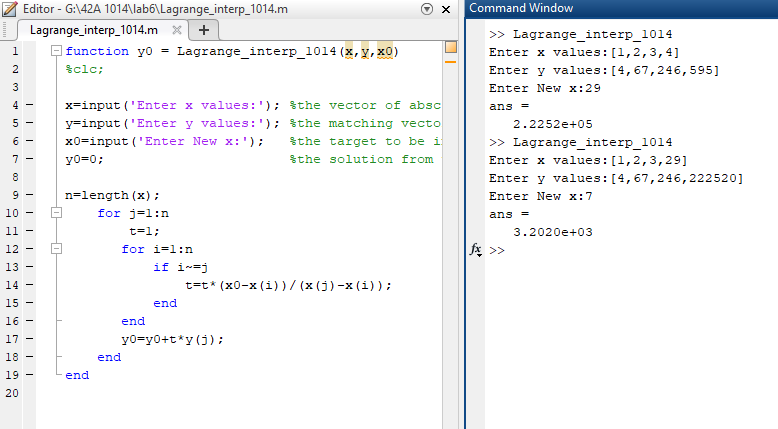 Editor - G:\42A 1014\lab6\Lagrange_interp_1014.m
Lagrange_interp_1014.m
1 function y0 = Lagrange_interp_1014(x,y,x0)
2 %clc;
3
4 x=input('Enter x values:'); %the vector of absc
5 y=input('Enter y values:'); %the matching vecto
6 x0=input('Enter New x:'); %the target to be i
7 y0=0; %the solution from
8
9 n=length(x);
10 for j=1:n
11 t=1;
12 for i=1:n
13 if i~=j
14 t=t*(x0-x(i))/(x(j)-x(i));
15 end
16 end
17 y0=y0+t*y(j);
18 end
19 end
20
Command Window
>> Lagrange_interp_1014
Enter x values:[1,2,3,4]
Enter y values:[4,67,246,595]
Enter New x:29
ans =
2.2252e+05
>> Lagrange_interp_1014
Enter x values:[1,2,3,29]
Enter y values:[4,67,246,222520]
Enter New x:7
ans =
3.2020e+03
fx >>